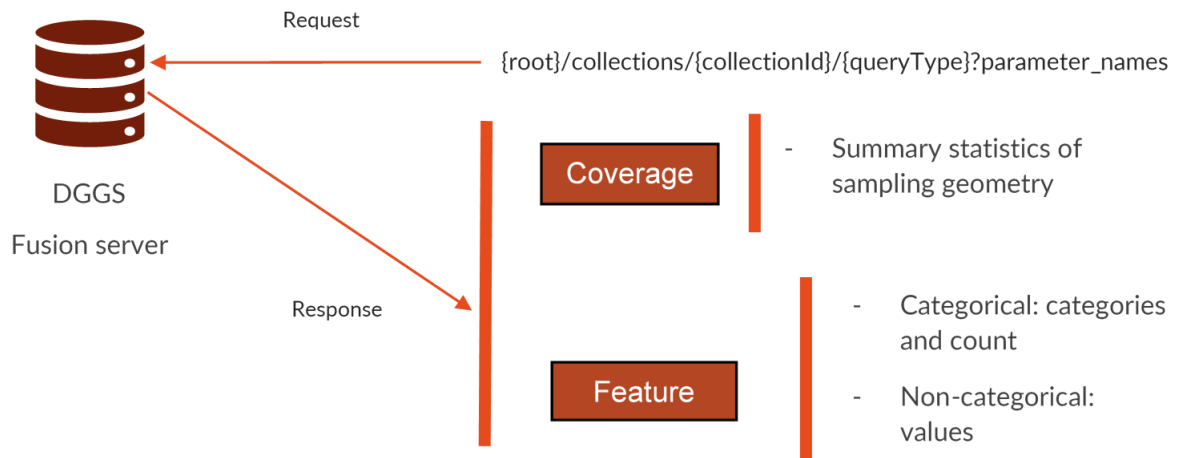 Request
{root}/collections/{collectionId}/{queryType}?parameter_names
DGGS
Fusion server
Response
Coverage
- Summary statistics of
sampling geometry
Feature
- Categorical: categories
and count
- Non-categorical:
values